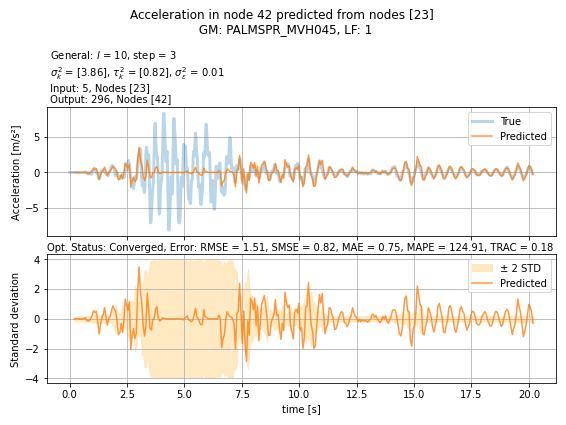 Acceleration in node 42 predicted from nodes [23]
GM: PALMSPR_MVH045, LF: 1
General: l = 10, step = 3
σ²ₖ = [3.86], τ²ₖ = [0.82], σ²ε = 0.01
Input: 5, Nodes [23]
Output: 296, Nodes [42]
Acceleration [m/s²]
5
0
−5
True
Predicted
Opt. Status: Converged, Error: RMSE = 1.51, SMSE = 0.82, MAE = 0.75, MAPE = 124.91, TRAC = 0.18
Standard deviation
4
2
0
−2
−4
± 2 STD
Predicted
0.0 2.5 5.0 7.5 10.0 12.5 15.0 17.5 20.0
time [s]